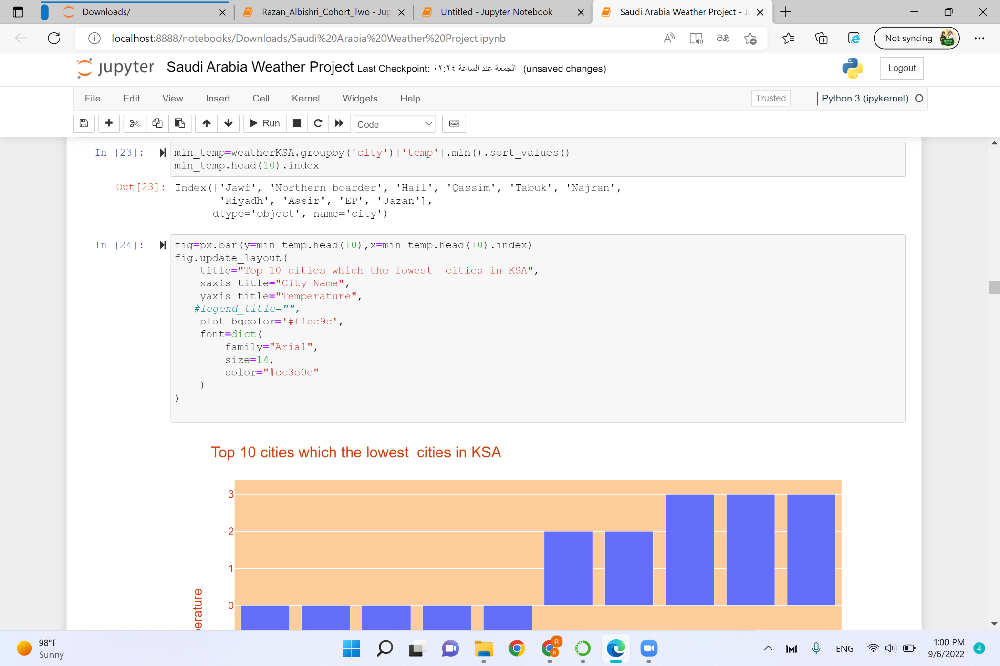 Downloads/
Razan_Albishri_Cohort_Two - Jup
Untitled - Jupyter Notebook
Saudi Arabia Weather Project - Ju
localhost:8888/notebooks/Downloads/Saudi%20Arabia%20Weather%20Project.ipynb
Not syncing
jupyter Saudi Arabia Weather Project Last Checkpoint: الجمعة عند الساعة ٠٢:٢٤ (unsaved changes)
Logout
File Edit View Insert Cell Kernel Widgets Help
Trusted
Python 3 (ipykernel)
Run
Code
In [23]:
min_temp=weatherKSA.groupby('city')['temp'].min().sort_values()
min_temp.head(10).index
Out[23]:
Index(['Jawf', 'Northern boarder', 'Hail', 'Qassim', 'Tabuk', 'Najran',
'Riyadh', 'Assir', 'EP', 'Jazan'],
dtype='object', name='city')
In [24]:
fig=px.bar(y=min_temp.head(10),x=min_temp.head(10).index)
fig.update_layout(
title="Top 10 cities which the lowest  cities in KSA",
xaxis_title="City Name",
yaxis_title="Temperature",
#legend_title="",
plot_bgcolor='#ffcc9c',
font=dict(
family="Arial",
size=14,
color="#cc3e0e"
)
)
Top 10 cities which the lowest  cities in KSA
3
2
1
0
perature
98°F
Sunny
R
R
ENG
1:00 PM
9/6/2022
4